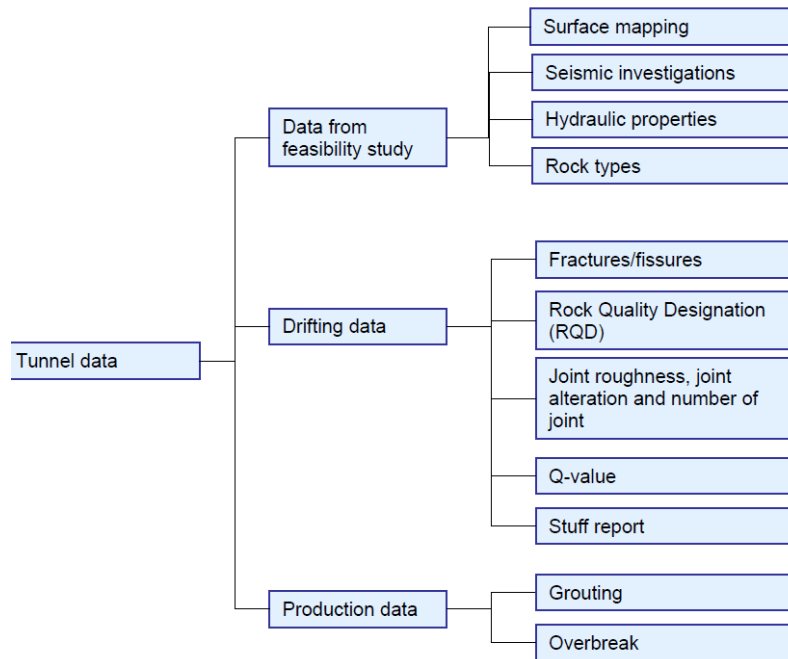 Surface mapping
Seismic investigations
Data from
feasibility study
Hydraulic properties
Rock types
Fractures/fissures
Drifting data
Rock Quality Designation
(RQD)
Tunnel data
Joint roughness, joint
alteration and number of
joint
Q-value
Stuff report
Production data
Grouting
Overbreak